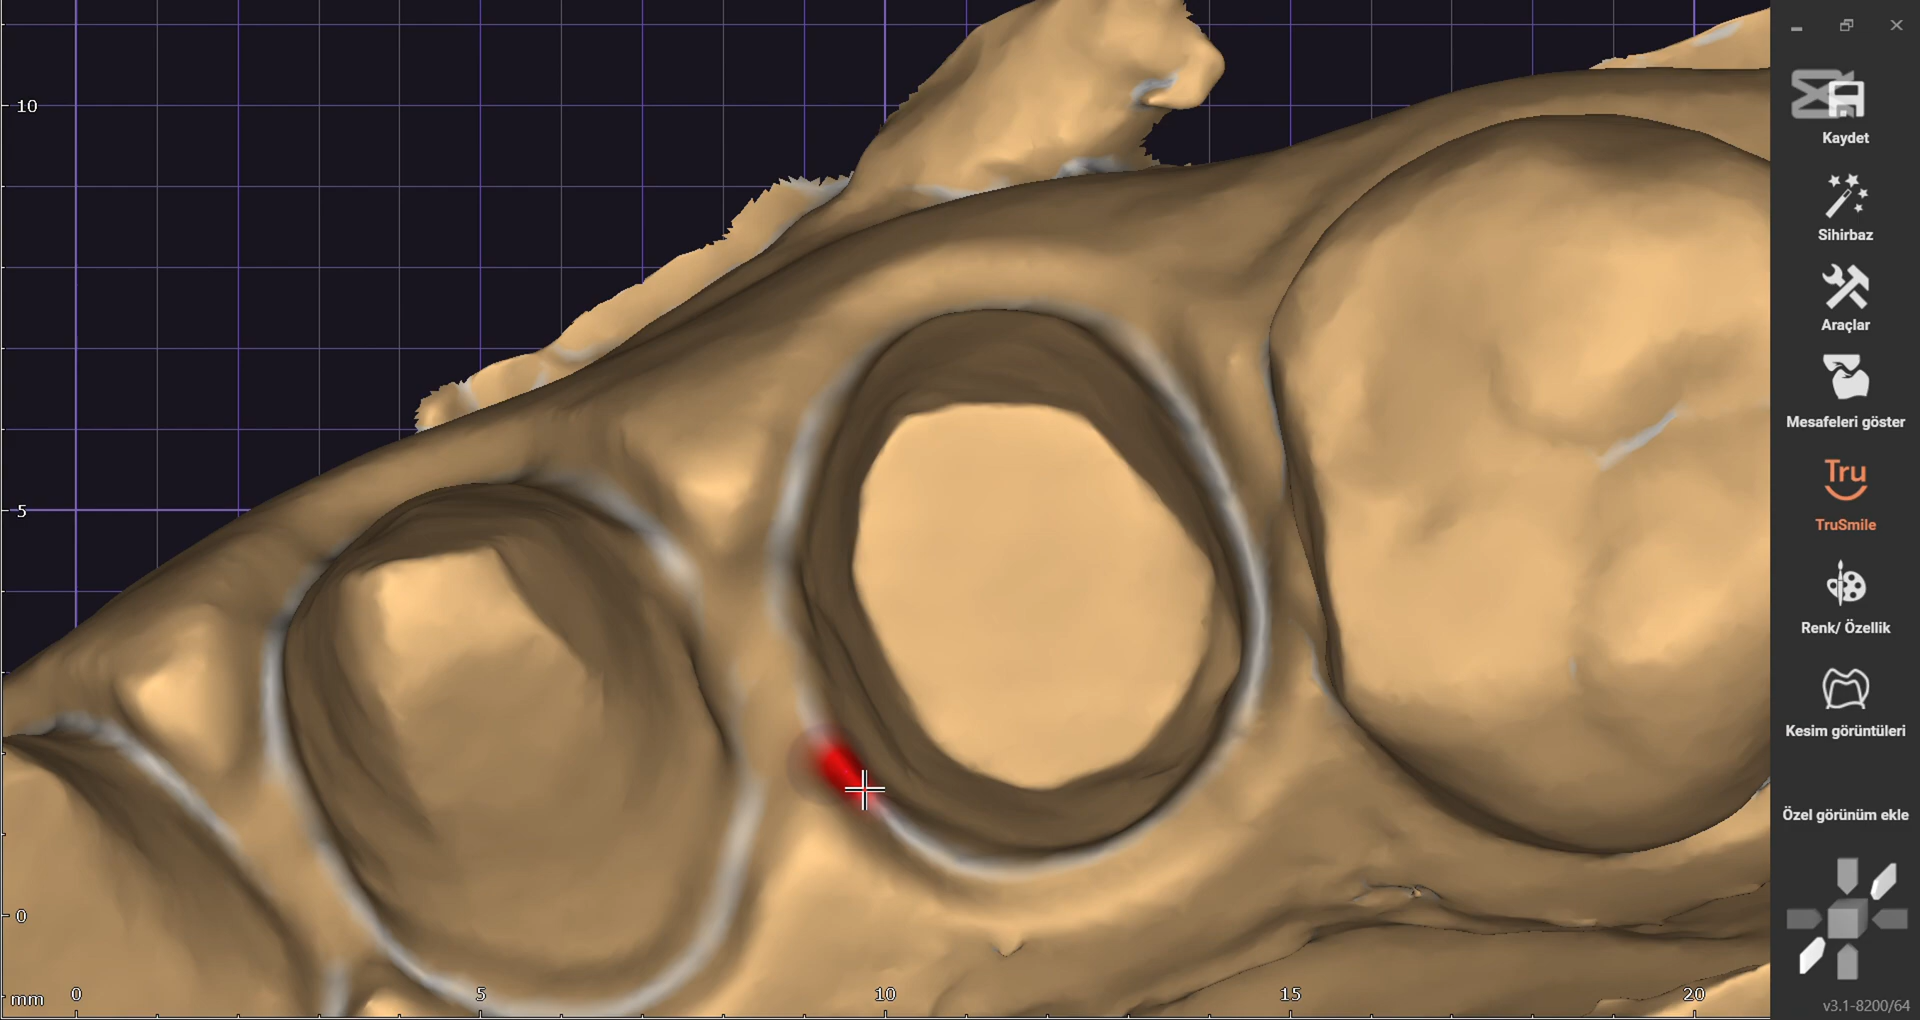 10
5
0
mm
0
5
10
15
20
Kaydet
Sihirbaz
Araçlar
Mesafeleri göster
Tru
TruSmile
Renk/ Özellik
Kesim görüntüleri
Özel görünüm ekle
v3.1-8200/64